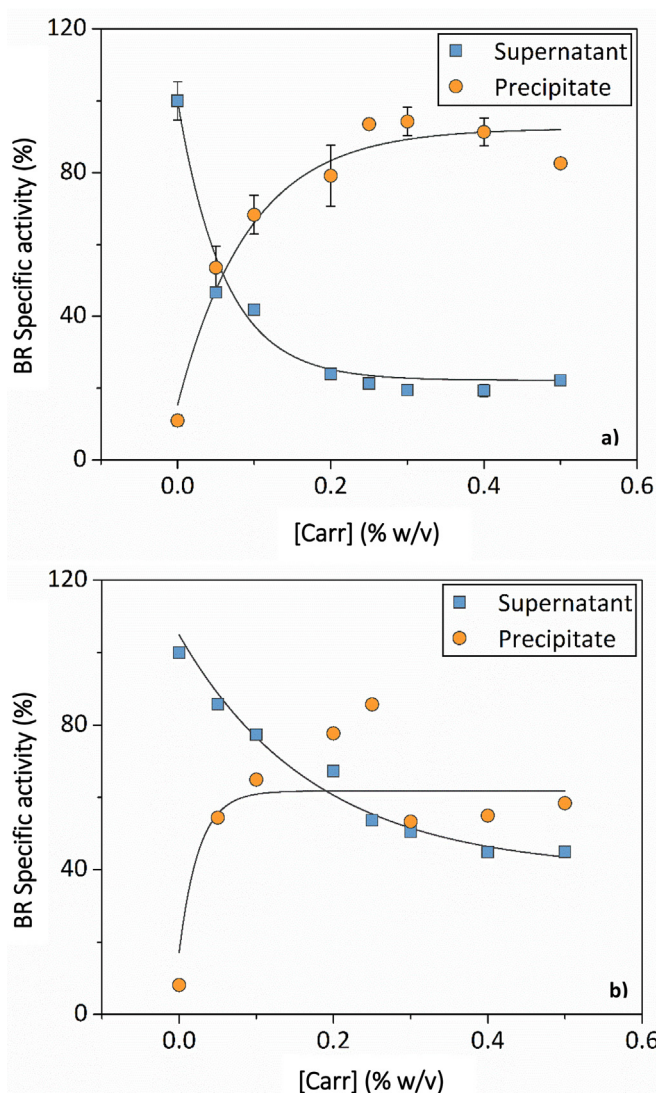 120
80
40
0
BR Specific activity (%)
Supernatant
Precipitate
a)
0.0
0.2
0.4
0.6
[Carr] (% w/v)
120
80
40
0
BR Specific activity (%)
Supernatant
Precipitate
b)
0.0
0.2
0.4
0.6
[Carr] (% w/v)